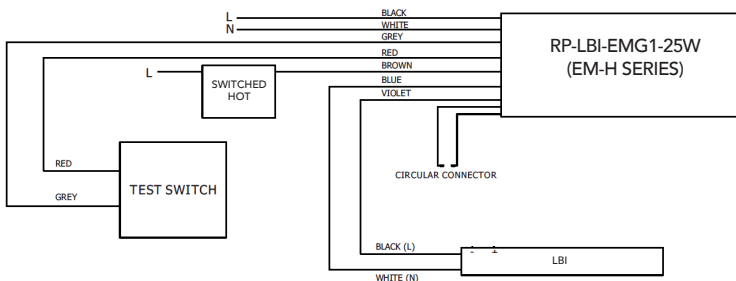 L
BLACK
N
WHITE
GREY
RED
L
BROWN
SWITCHED
HOT
BLUE
VIOLET
RP-LBI-EMG1-25W
(EM-H SERIES)
CIRCULAR CONNECTOR
RED
GREY
TEST SWITCH
BLACK (L)
LBI
WHITE (N)